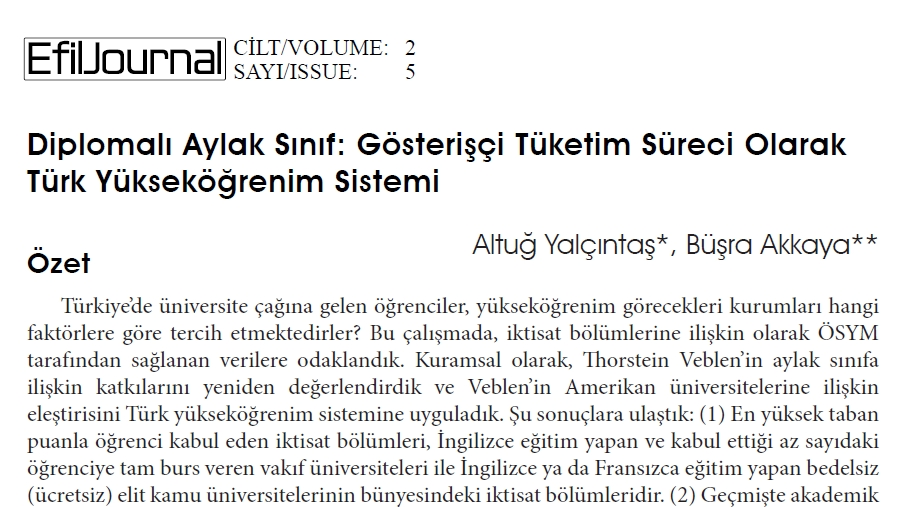 EfilJournal
CİLT/VOLUME: 2
SAYI/ISSUE: 5
Diplomalı Aylak Sınıf: Gösterişçi Tüketim Süreci Olarak
Türk Yükseköğrenim Sistemi
Altuğ Yalçıntaş*, Büşra Akkaya**
Özet
Türkiye’de üniversite çağına gelen öğrenciler, yükseköğrenim görecekleri kurumları hangi
faktörlere göre tercih etmektedirler? Bu çalışmada, iktisat bölümlerine ilişkin olarak ÖSYM
tarafından sağlanan verilere odaklandık. Kuramsal olarak, Thorstein Veblen’in aylak sınıfa
ilişkin katkılarını yeniden değerlendirdik ve Veblen’in Amerikan üniversitelerine ilişkin
eleştirisini Türk yükseköğrenim sistemine uyguladık. Şu sonuçlara ulaştık: (1) En yüksek taban
puanla öğrenci kabul eden iktisat bölümleri, İngilizce eğitim yapan ve kabul ettiği az sayıdaki
öğrenciye tam burs veren vakıf üniversiteleri ile İngilizce ya da Fransızca eğitim yapan bedelsiz
(ücretsiz) elit kamu üniversitelerinin bünyesindeki iktisat bölümleridir. (2) Geçmişte akademik